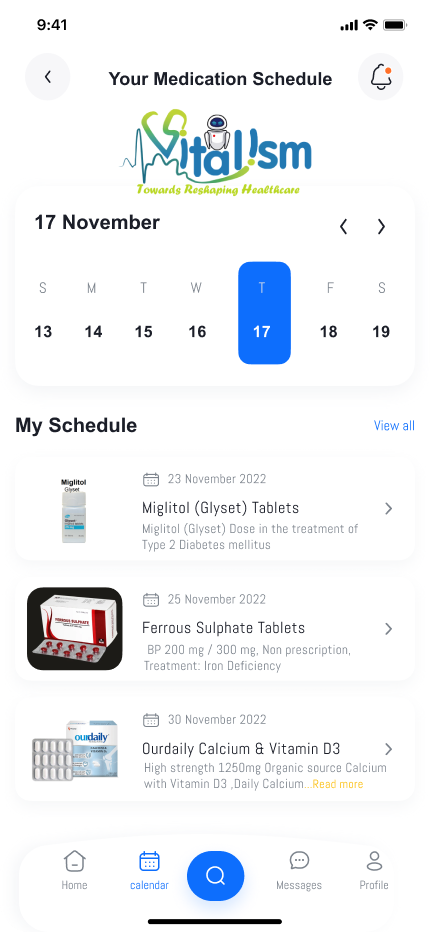 9:41
Your Medication Schedule
Vitalism
Towards Reshaping Healthcare
17 November
S M T W T F S
13 14 15 16 17 18 19
My Schedule
View all
Miglitol
Glyset
23 November 2022
Miglitol (Glyset) Tablets
Miglitol (Glyset) Dose in the treatment of
Type 2 Diabetes mellitus
FERROUS SULPHATE
25 November 2022
Ferrous Sulphate Tablets
BP 200 mg / 300 mg, Non prescription,
Treatment: Iron Deficiency
ourdaily
30 November 2022
Ourdaily Calcium & Vitamin D3
High strength 1250mg Organic source Calcium
with Vitamin D3 ,Daily Calcium...Read more
Home
calendar
Messages
Profile